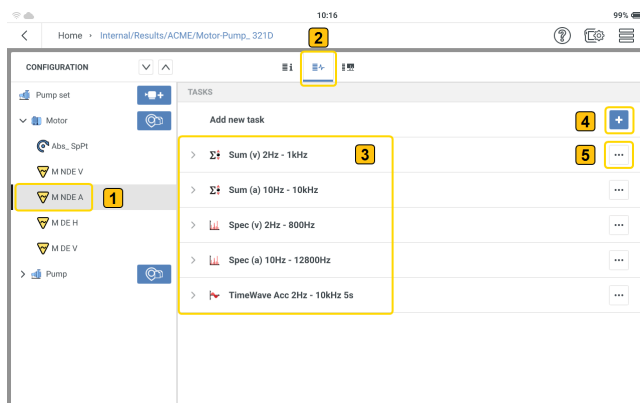 10:16
99%
Home › Internal/Results/ACME/Motor-Pump_ 321D
2
CONFIGURATION
Pump set
TASKS
Motor
Add new task
4
Abs_ SpPt
Sum (v) 2Hz - 1kHz
3
5
M NDE V
Sum (a) 10Hz - 10kHz
M NDE A
1
M DE H
Spec (v) 2Hz - 800Hz
M DE V
Spec (a) 10Hz - 12800Hz
Pump
TimeWave Acc 2Hz - 10kHz 5s